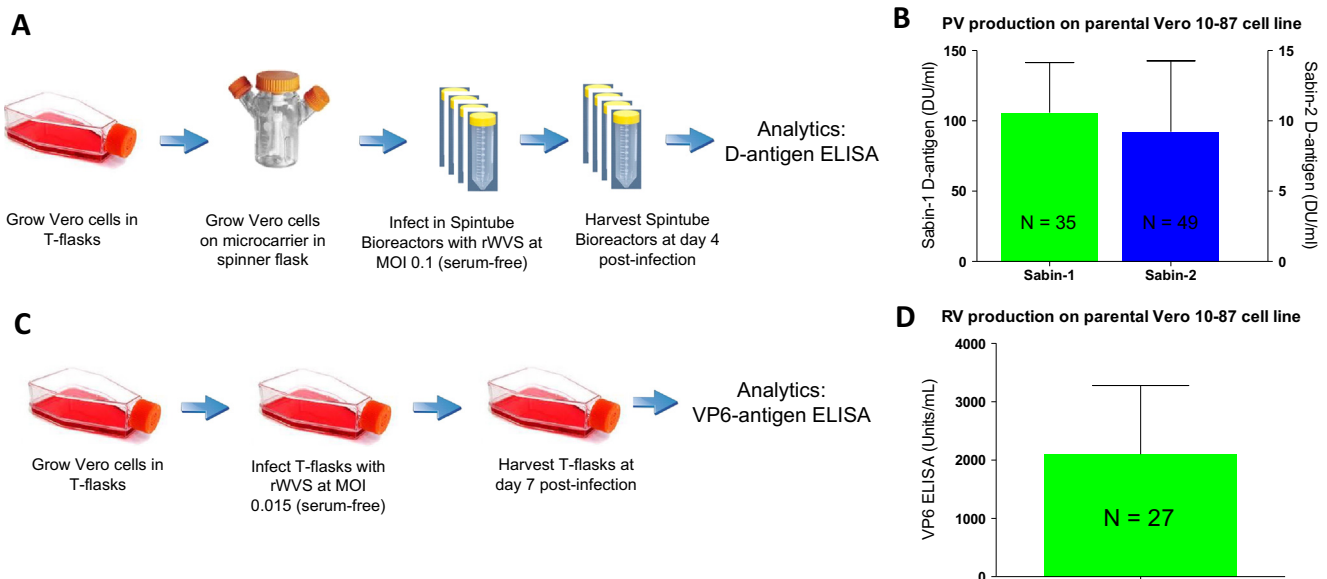 A
Grow Vero cells in
T-flasks
Grow Vero cells
on microcarrier in
spinner flask
Infect in Spintube
Bioreactors with rWVS at
MOI 0.1 (serum-free)
Harvest Spintube
Bioreactors at day 4
post-infection
Analytics:
D-antigen ELISA
B
PV production on parental Vero 10-87 cell line
Sabin-1 D-antigen (DU/ml)
150
100
50
0
N = 35
N = 49
Sabin-1
Sabin-2
15
10
5
0
Sabin-2 D-antigen
(DU/ml)
C
Grow Vero cells in
T-flasks
Infect T-flasks with
rWVS at MOI
0.015 (serum-free)
Harvest T-flasks at
day 7 post-infection
Analytics:
VP6-antigen ELISA
D
RV production on parental Vero 10-87 cell line
VP6 ELISA (Units/mL)
4000
3000
2000
1000
0
N = 27